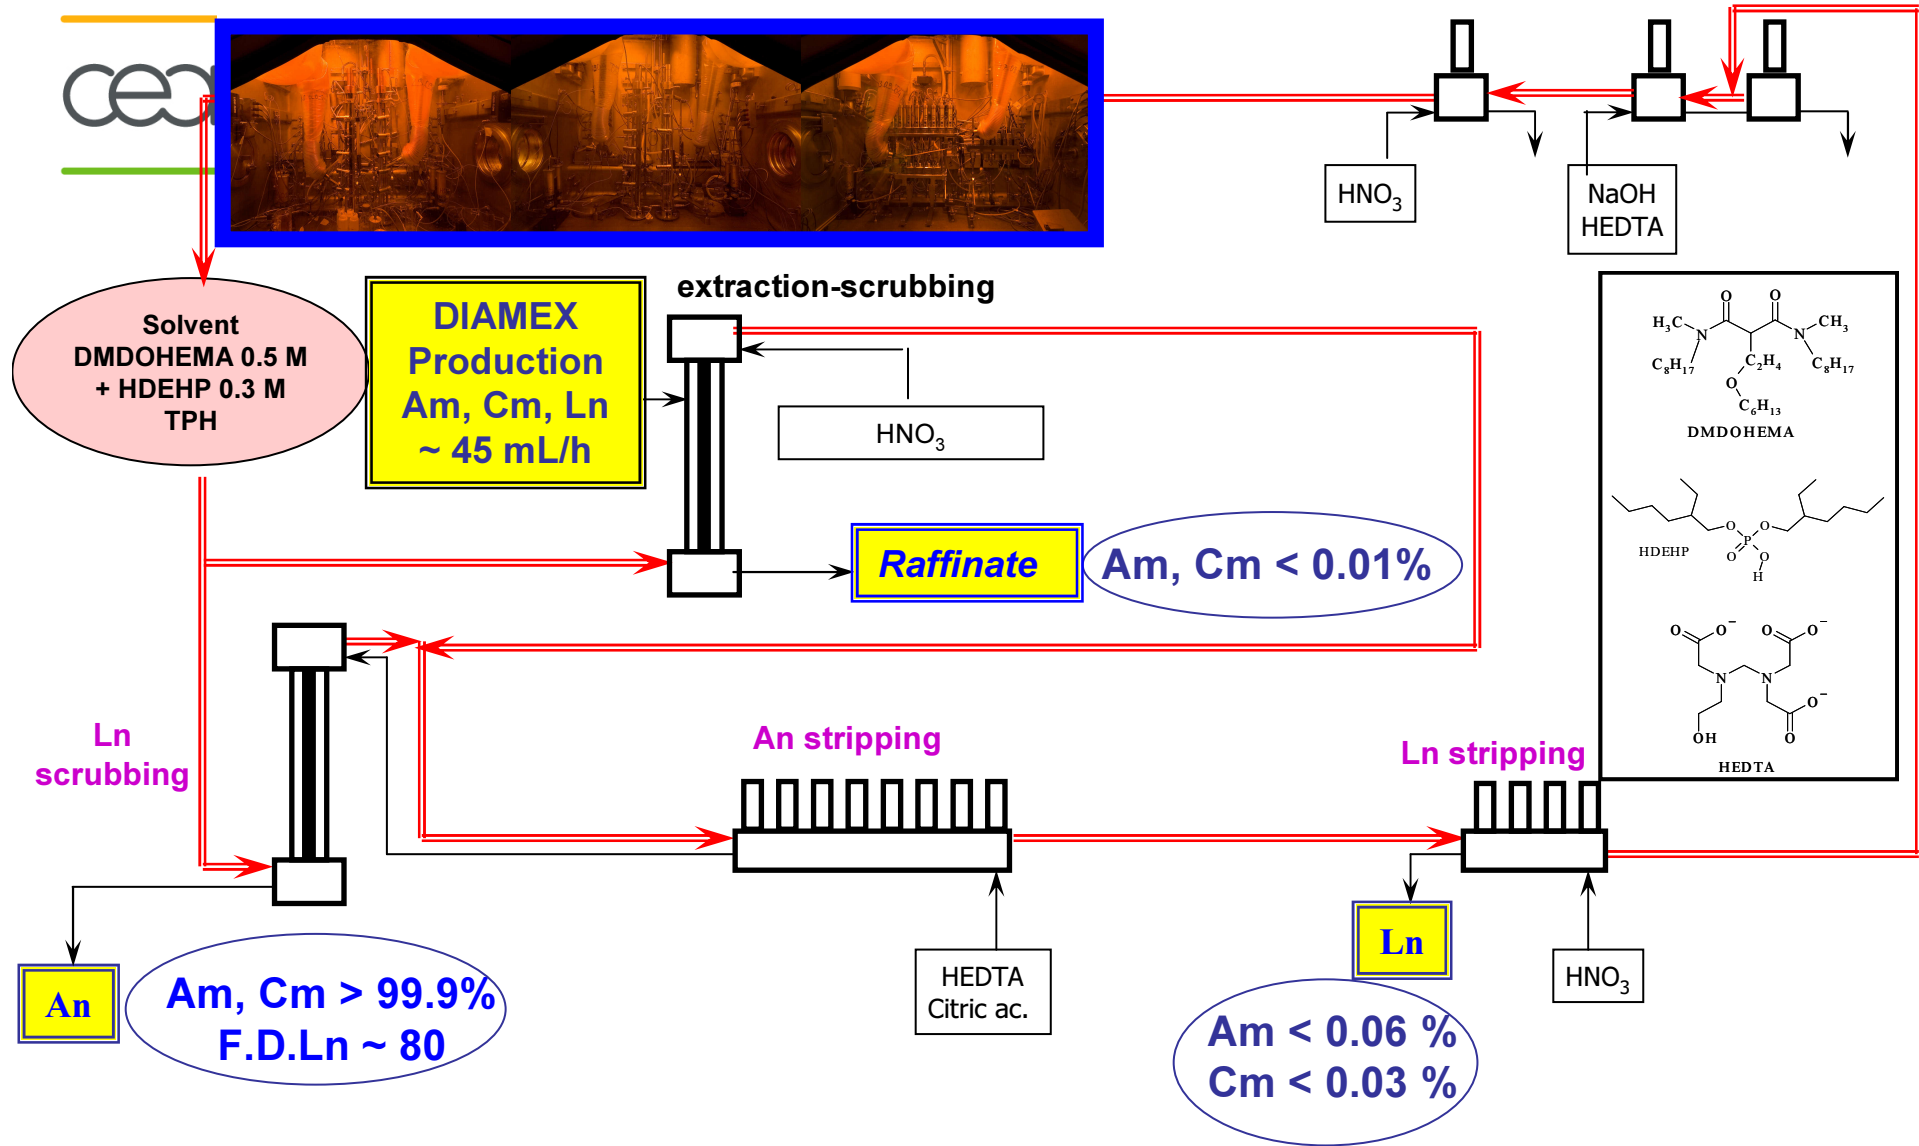 cea
HNO3
NaOH
HEDTA
Solvent
DMDOHEMA 0.5 M
+ HDEHP 0.3 M
TPH
DIAMEX
Production
Am, Cm, Ln
~ 45 mL/h
extraction-scrubbing
HNO3
Raffinate
Am, Cm < 0.01%
O O
H3C N N CH3
C8H17 C2H4 C8H17
O
C6H13
DMDOHEMA
O O
P
HDEHP O OH
O O− O O−
N N
O−
OH O
HEDTA
Ln
scrubbing
An stripping
Ln stripping
An
Am, Cm > 99.9%
F.D.Ln ~ 80
HEDTA
Citric ac.
Ln
HNO3
Am < 0.06 %
Cm < 0.03 %